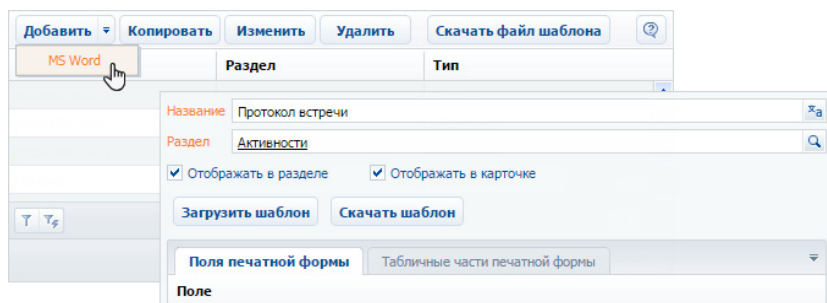 Добавить Копировать Изменить Удалить Скачать файл шаблона
MS Word
Раздел Тип
Название Протокол встречи
Раздел Активности
Отображать в разделе Отображать в карточке
Загрузить шаблон Скачать шаблон
Поля печатной формы Табличные части печатной формы
Поле